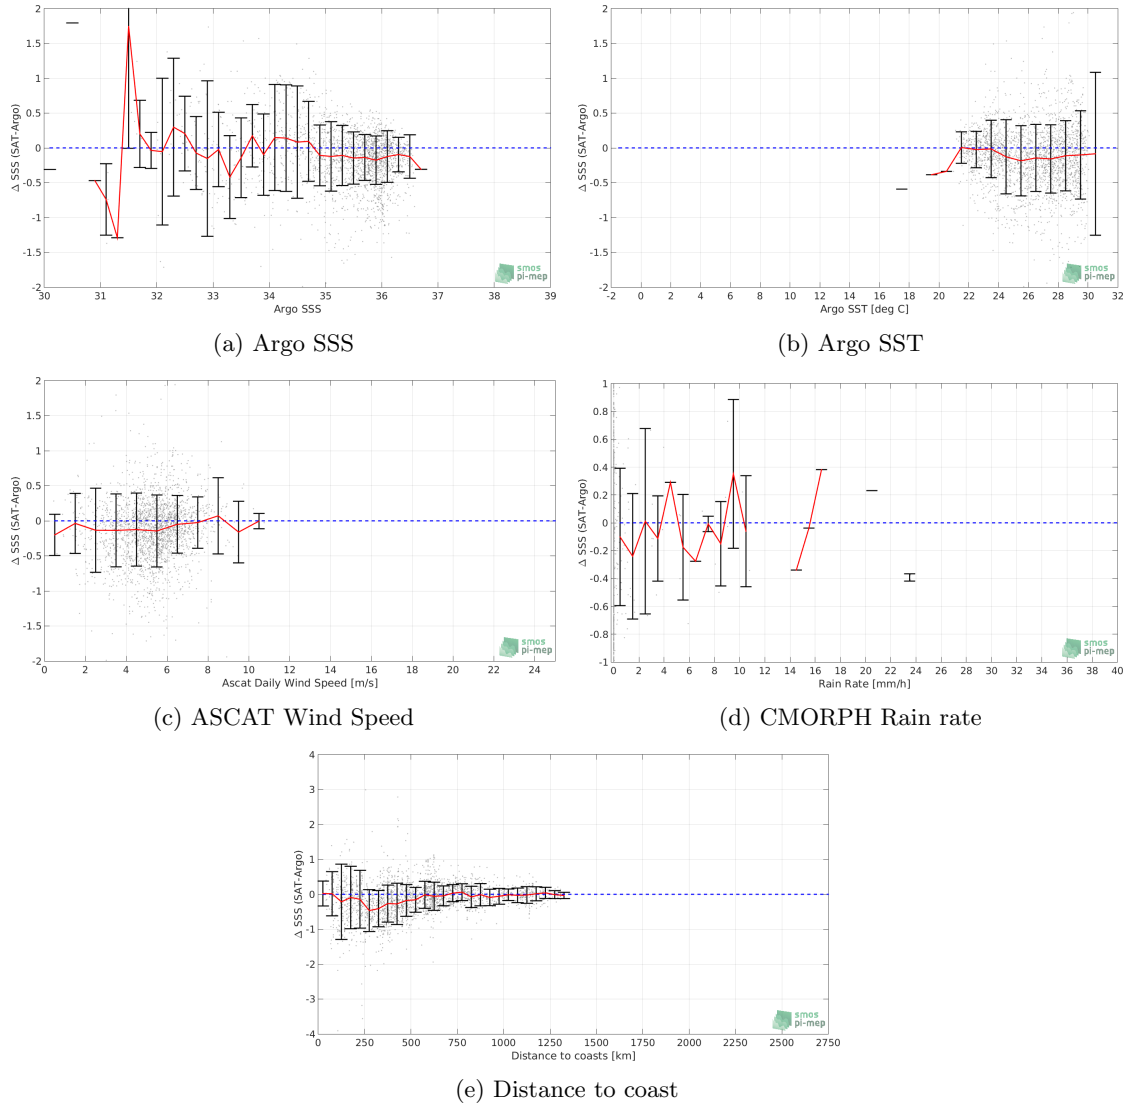 2
1.5
1
0.5
0
-0.5
-1
-1.5
-2
Δ SSS (SAT-Argo)
30 31 32 33 34 35 36 37 38 39
Argo SSS
smos
pi-mep
(a) Argo SSS
2
1.5
1
0.5
0
-0.5
-1
-1.5
-2
Δ SSS (SAT-Argo)
-2 0 2 4 6 8 10 12 14 16 18 20 22 24 26 28 30 32
Argo SST [deg C]
smos
pi-mep
(b) Argo SST
2
1.5
1
0.5
0
-0.5
-1
-1.5
-2
Δ SSS (SAT-Argo)
0 2 4 6 8 10 12 14 16 18 20 22 24
Ascat Daily Wind Speed [m/s]
smos
pi-mep
(c) ASCAT Wind Speed
1
0.8
0.6
0.4
0.2
0
-0.2
-0.4
-0.6
-0.8
-1
Δ SSS (SAT-Argo)
0 2 4 6 8 10 12 14 16 18 20 22 24 26 28 30 32 34 36 38 40
Rain Rate [mm/h]
smos
pi-mep
(d) CMORPH Rain rate
4
3
2
1
0
-1
-2
-3
-4
Δ SSS (SAT-Argo)
0 250 500 750 1000 1250 1500 1750 2000 2250 2500 2750
Distance to coasts [km]
smos
pi-mep
(e) Distance to coast